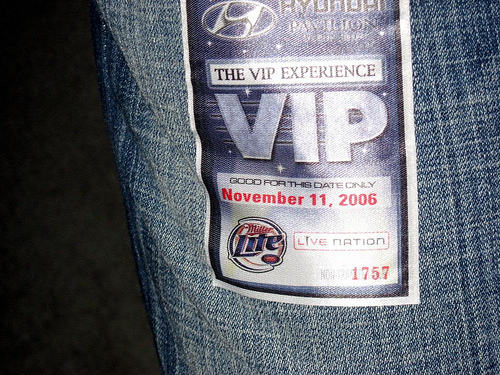 HYUNDAI
PAVILION
THE VIP EXPERIENCE
VIP
GOOD FOR THIS DATE ONLY
November 11, 2006
Miller
Lite
LIVE NATION
1757